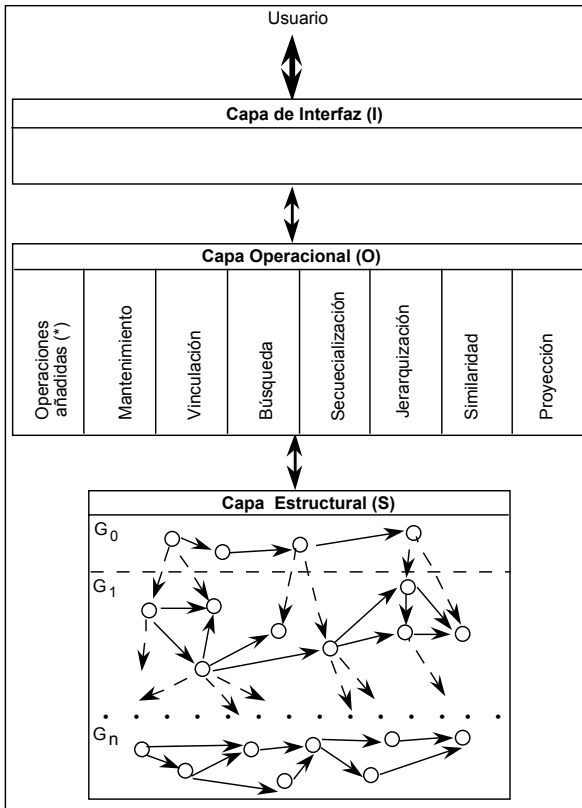 Usuario
Capa de Interfaz (I)
Capa Operacional (O)
Operaciones
añadidas (*)
Mantenimiento
Vinculación
Búsqueda
Secuecialización
Jerarquización
Similaridad
Proyección
Capa Estructural (S)
G0
G1
Gn